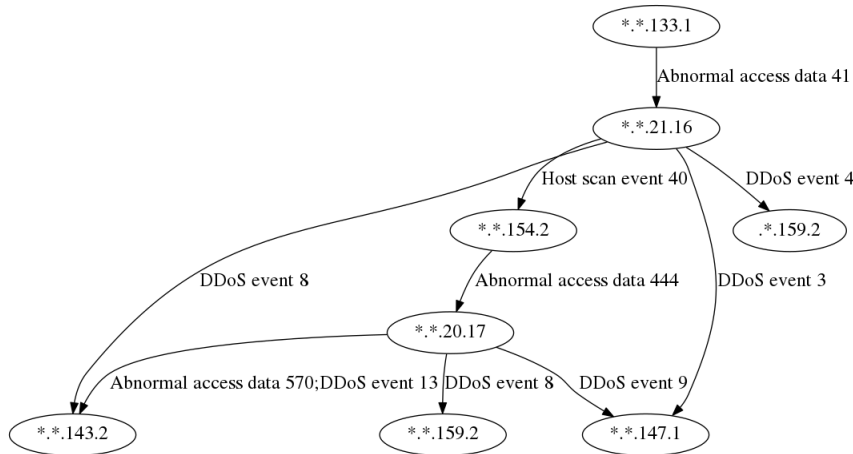 *.*.133.1
Abnormal access data 41
*.*.21.16
Host scan event 40
DDoS event 4
*.*.154.2
.*.159.2
DDoS event 8
Abnormal access data 444
DDoS event 3
*.*.20.17
Abnormal access data 570;DDoS event 13
DDoS event 8
DDoS event 9
*.*.143.2
*.*.159.2
*.*.147.1